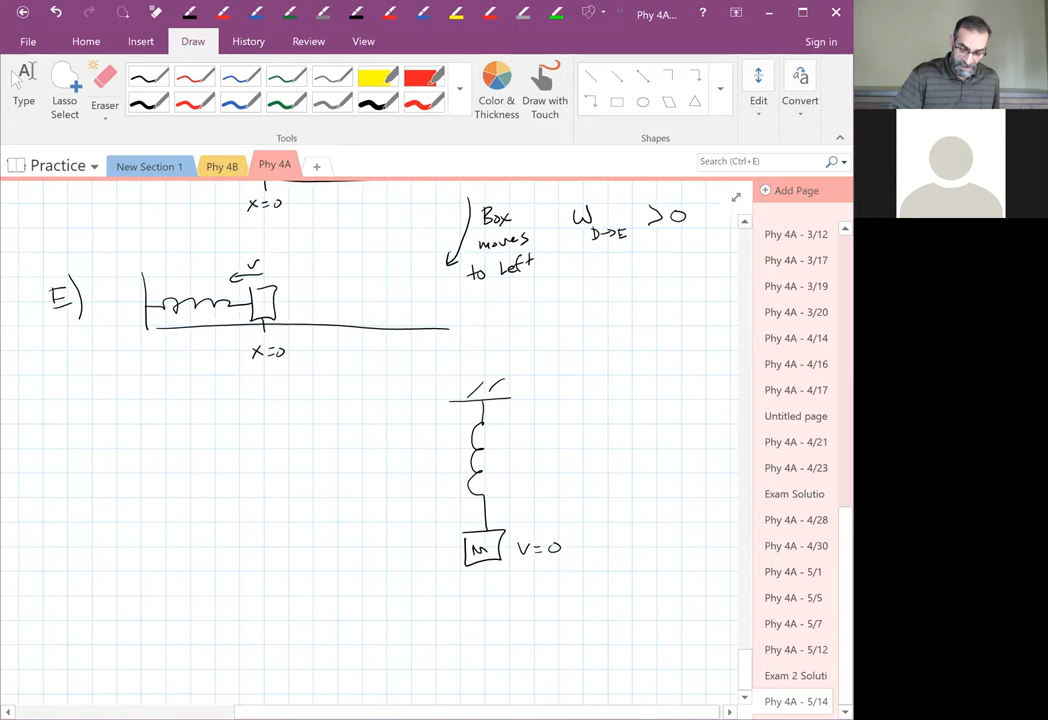 Phy 4A...
?
File
Home
Insert
Draw
History
Review
View
Sign in
Type
Lasso
Select
Eraser
Color &
Thickness
Draw with
Touch
Edit
Convert
Tools
Shapes
Practice
New Section 1
Phy 4B
Phy 4A
+
Search (Ctrl+E)
Add Page
Phy 4A - 3/12
Phy 4A - 3/17
Phy 4A - 3/19
Phy 4A - 3/20
Phy 4A - 4/14
Phy 4A - 4/16
Phy 4A - 4/17
Untitled page
Phy 4A - 4/21
Phy 4A - 4/23
Exam Solutio
Phy 4A - 4/28
Phy 4A - 4/30
Phy 4A - 5/1
Phy 4A - 5/5
Phy 4A - 5/7
Phy 4A - 5/12
Exam 2 Soluti
Phy 4A - 5/14
x=0
Box
moves
to Left
W D→E > 0
E)
v
x=0
M
v=0